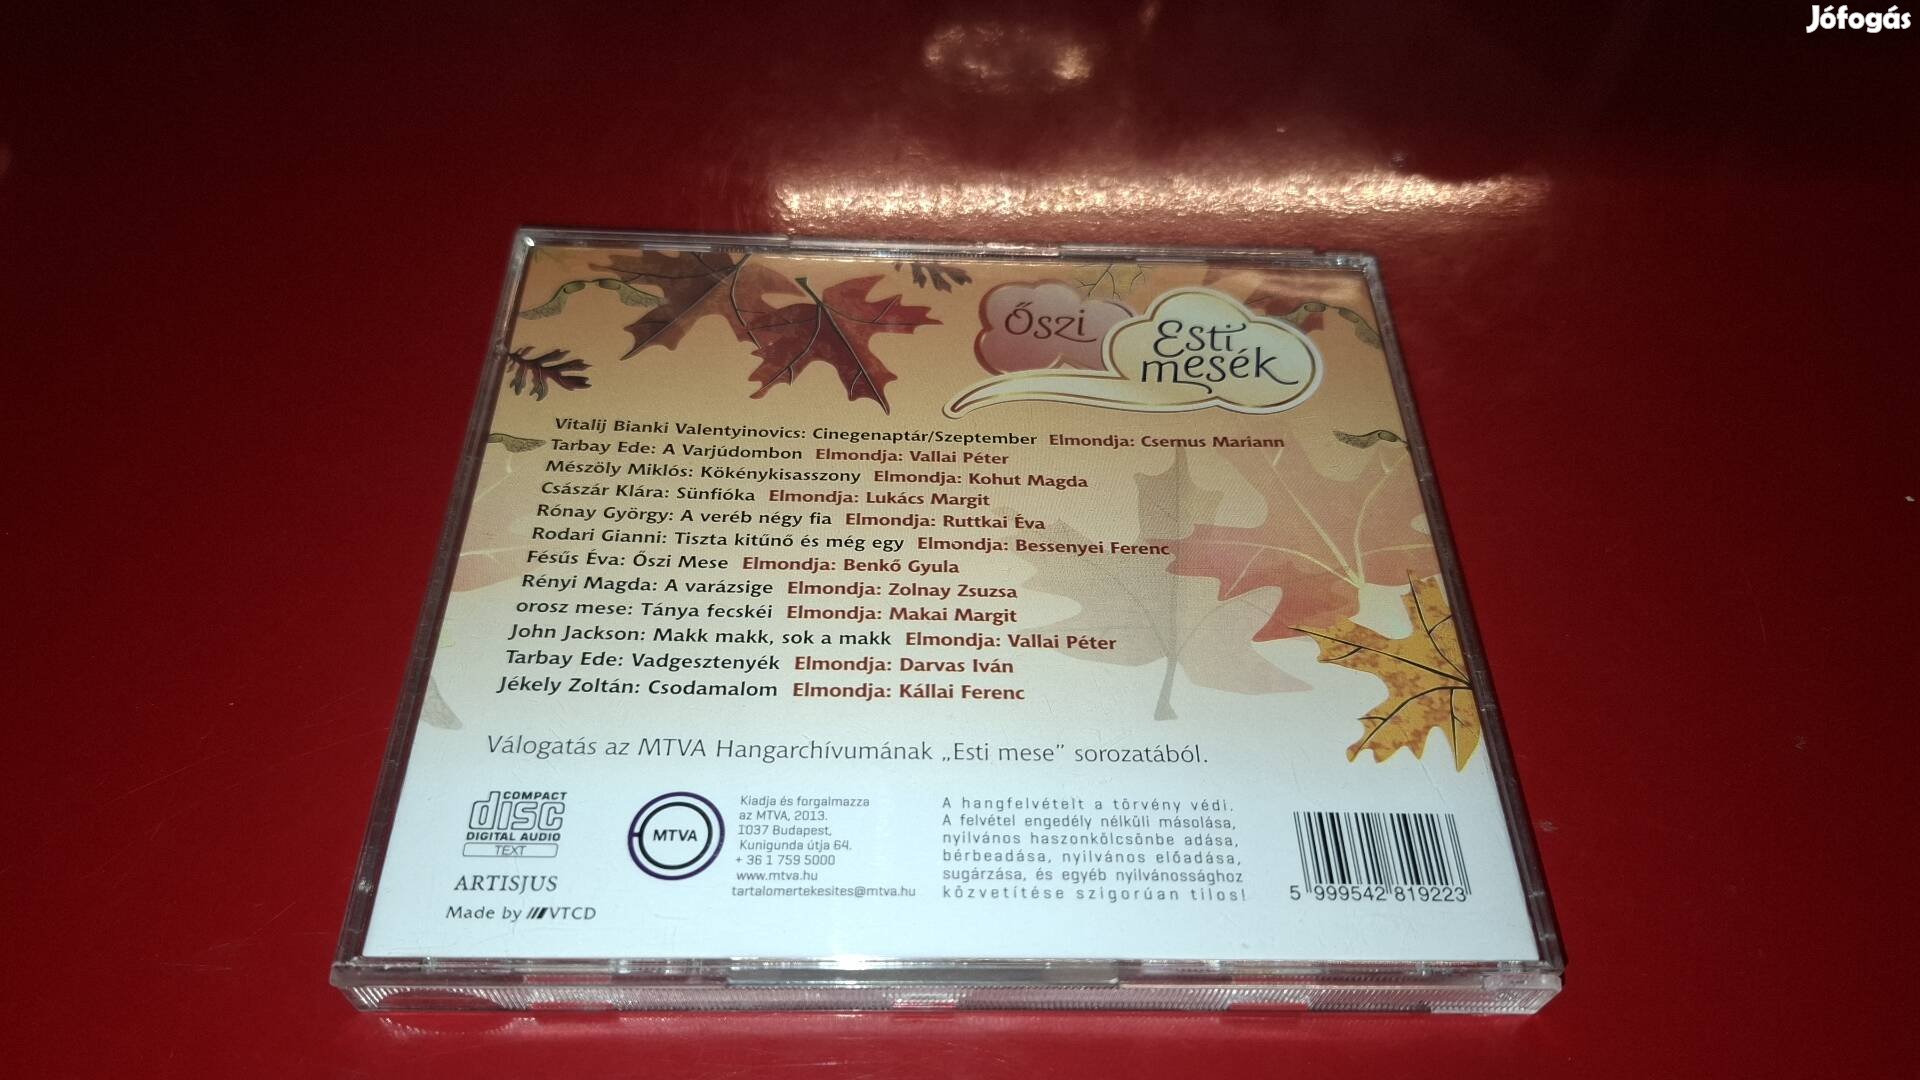 Jófogás
Őszi
Esti
mesék
Vitalij Bianki Valentyinovics: Cinegenaptár/Szeptember Elmondja: Csernus Mariann
Tarbay Ede: A Varjúdombon Elmondja: Vallai Péter
Mészöly Miklós: Kökénykisasszony Elmondja: Kohut Magda
Császár Klára: Sünfióka Elmondja: Lukács Margit
Rónay György: A veréb négy fia Elmondja: Ruttkai Éva
Rodari Gianni: Tiszta kitűnő és még egy Elmondja: Bessenyei Ferenc
Fésűs Éva: Őszi Mese Elmondja: Benkő Gyula
Rényi Magda: A varázsige Elmondja: Zolnay Zsuzsa
orosz mese: Tánya fecskéi Elmondja: Makai Margit
John Jackson: Makk makk, sok a makk Elmondja: Vallai Péter
Tarbay Ede: Vadgesztenyék Elmondja: Darvas Iván
Jékely Zoltán: Csodamalom Elmondja: Kállai Ferenc
Válogatás az MTVA Hangarchívumának „Esti mese" sorozatából.
COMPACT
disc
DIGITAL AUDIO
TEXT
ARTISJUS
Made by VTCD
MTVA
Kiadja és forgalmazza
az MTVA, 2013.
1037 Budapest,
Kunigunda útja 64.
+ 36 1 759 5000
www.mtva.hu
tartalomertekesites@mtva.hu
A hangfelvételt a törvény védi.
A felvétel engedély nélküli másolása,
nyilvános haszonkölcsönbe adása,
bérbeadása, nyilvános előadása,
sugárzása, és egyéb nyilvánossághoz
közvetítése szigorúan tilos!
5 999542 819223